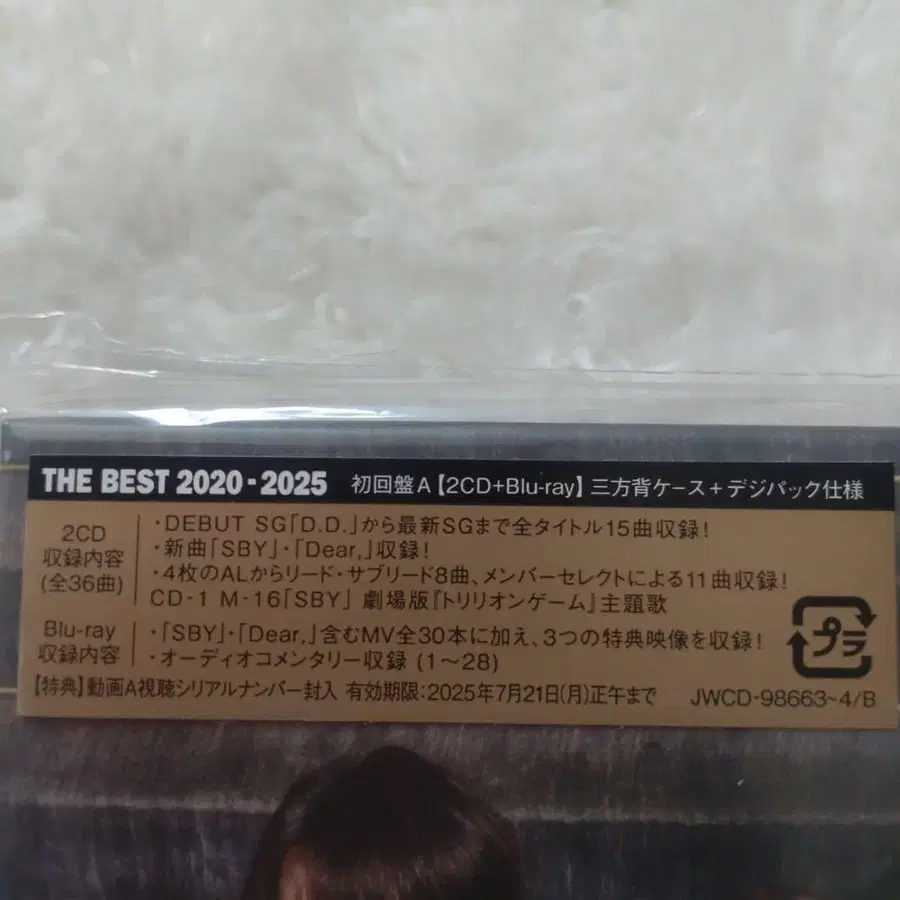 THE BEST 2020-2025 初回盤A【2CD+Blu-ray】三方背ケース+デジパック仕様
2CD
収録内容
(全36曲)
・DEBUT SG「D.D.」から最新SGまで全タイトル15曲収録!
・新曲「SBY」・「Dear,」収録!
・4枚のALからリード・サブリード8曲、メンバーセレクトによる11曲収録!
CD-1 M-16「SBY」 劇場版『トリリオンゲーム』主題歌
Blu-ray
収録内容
・「SBY」・「Dear,」含むMV全30本に加え、3つの特典映像を収録!
・オーディオコメンタリー収録 (1〜28)
プラ
【特典】動画A視聴シリアルナンバー封入 有効期限:2025年7月21日(月)正午まで
JWCD-98663~4/B